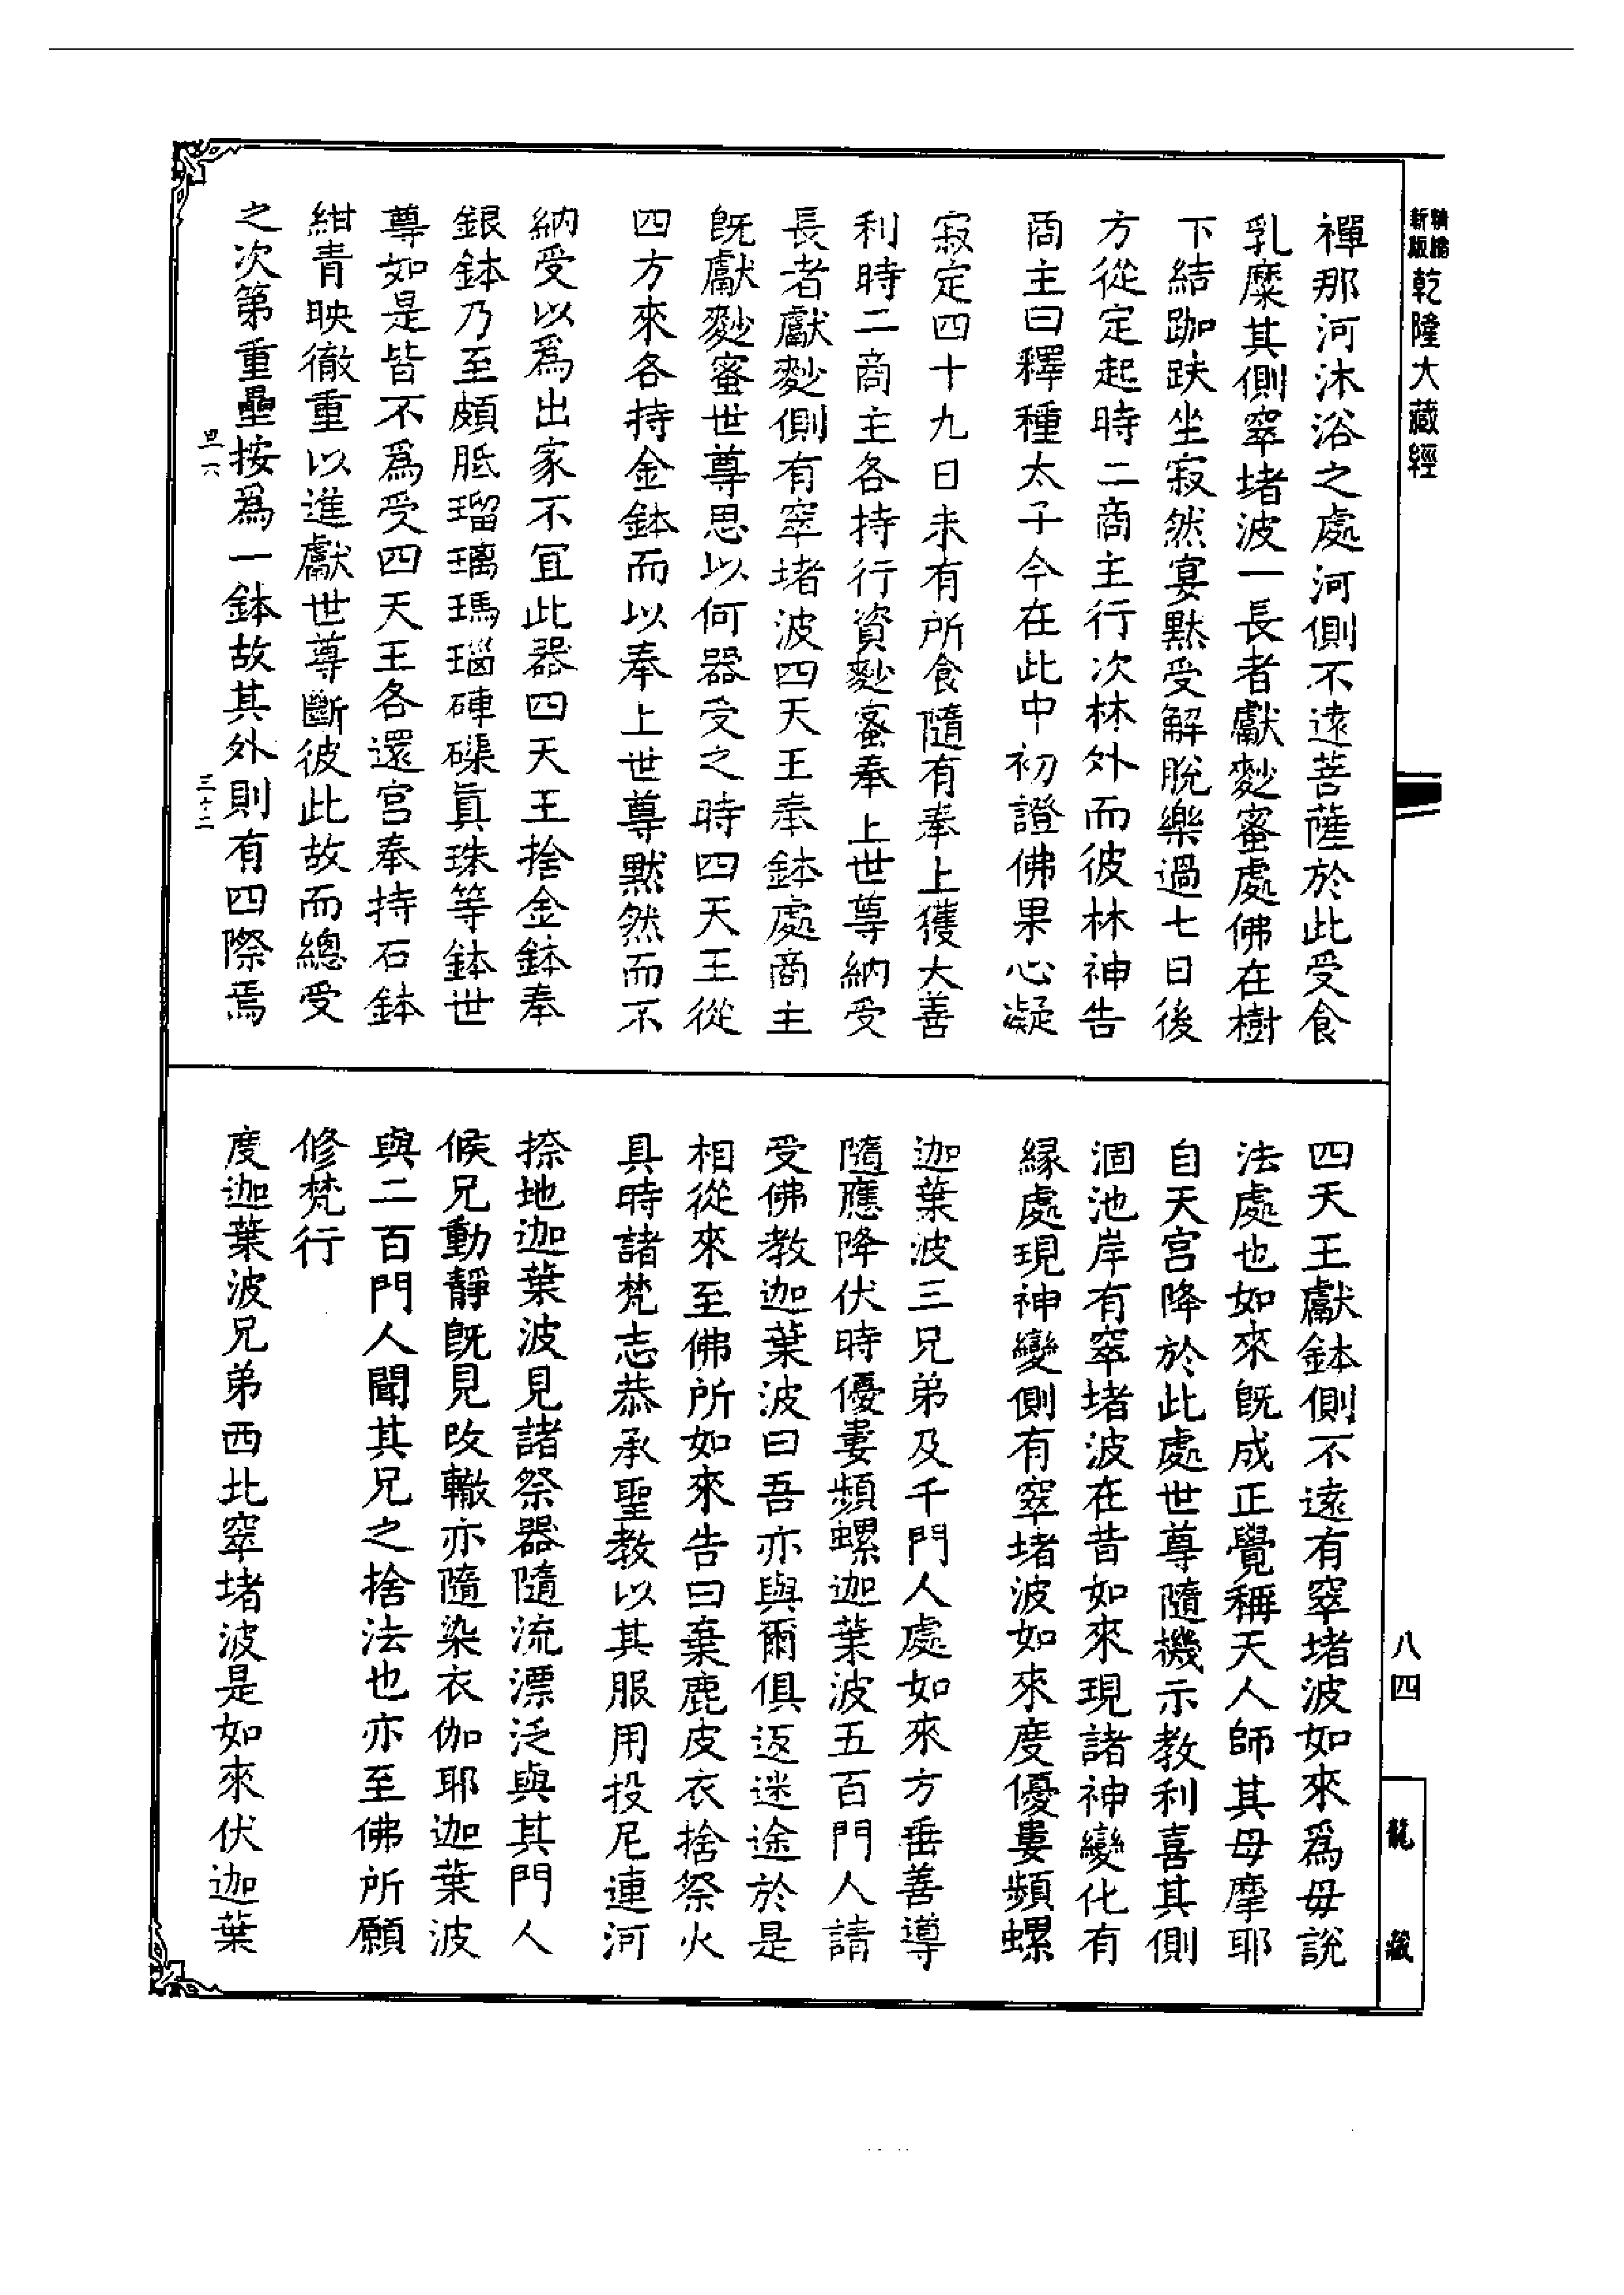 精縮新版乾隆大藏經
禪那河沐浴之處河側不遠菩薩於此受食
乳糜其側窣堵波一長者獻麨蜜處佛在樹
下結跏趺坐寂然宴默受解脫樂過七日後
方從定起時二商主行次林外而彼林神告
商主曰釋種太子今在此中初證佛果心凝
寂定四十九日未有所食隨有奉上獲大善
利時二商主各持行資麨蜜奉上世尊納受
長者獻麨側有窣堵波四天王奉鉢處商主
旣獻麨蜜世尊思以何器受之時四天王從
四方來各持金鉢而以奉上世尊默然而不
納受以爲出家不宜此器四天王捨金鉢奉
銀鉢乃至頗胝瑠璃瑪瑙硨磲眞珠等鉢世
尊如是皆不爲受四天王各還宮奉持石鉢
紺青映徹重以進獻世尊斷彼此故而總受
之次第重疊按爲一鉢故其外則有四際焉
三十二
四天王獻鉢側不遠有窣堵波如來爲母說
法處也如來旣成正覺稱天人師其母摩耶
自天宮降於此處世尊隨機示教利喜其側
涸池岸有窣堵波在昔如來現諸神變化有
緣處現神變側有窣堵波如來度優婁頻螺
迦葉波三兄弟及千門人處如來方垂善導
隨應降伏時優婁頻螺迦葉波五百門人請
受佛教迦葉波曰吾亦與爾俱返迷途於是
相從來至佛所如來告曰棄鹿皮衣捨祭火
具時諸梵志恭承聖教以其服用投尼連河
捺地迦葉波見諸祭器隨流漂泛與其門人
候兄動靜旣見改轍亦隨染衣伽耶迦葉波
與二百門人聞其兄之捨法也亦至佛所願
修梵行
度迦葉波兄弟西北窣堵波是如來伏迦葉
八四
龍藏